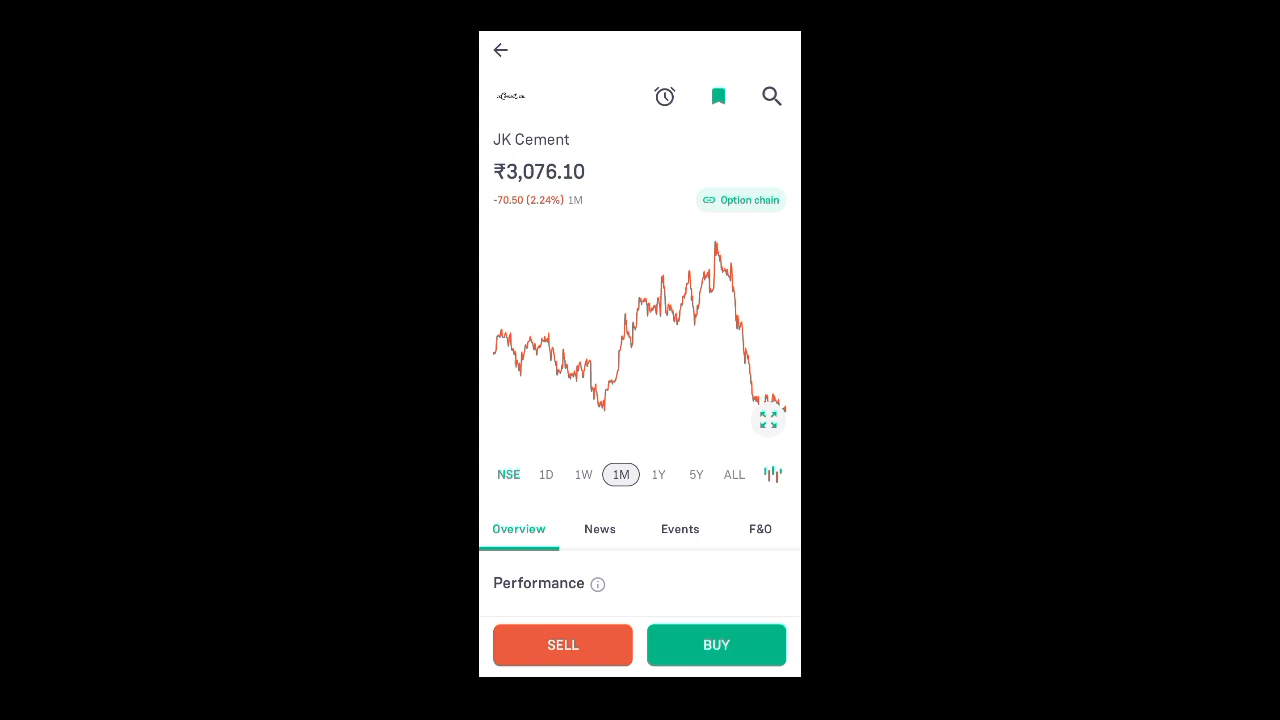 JK Cement
₹3,076.10
-70.50 (2.24%) 1M
Option chain
NSE 1D 1W 1M 1Y 5Y ALL
Overview News Events F&O
Performance
SELL BUY